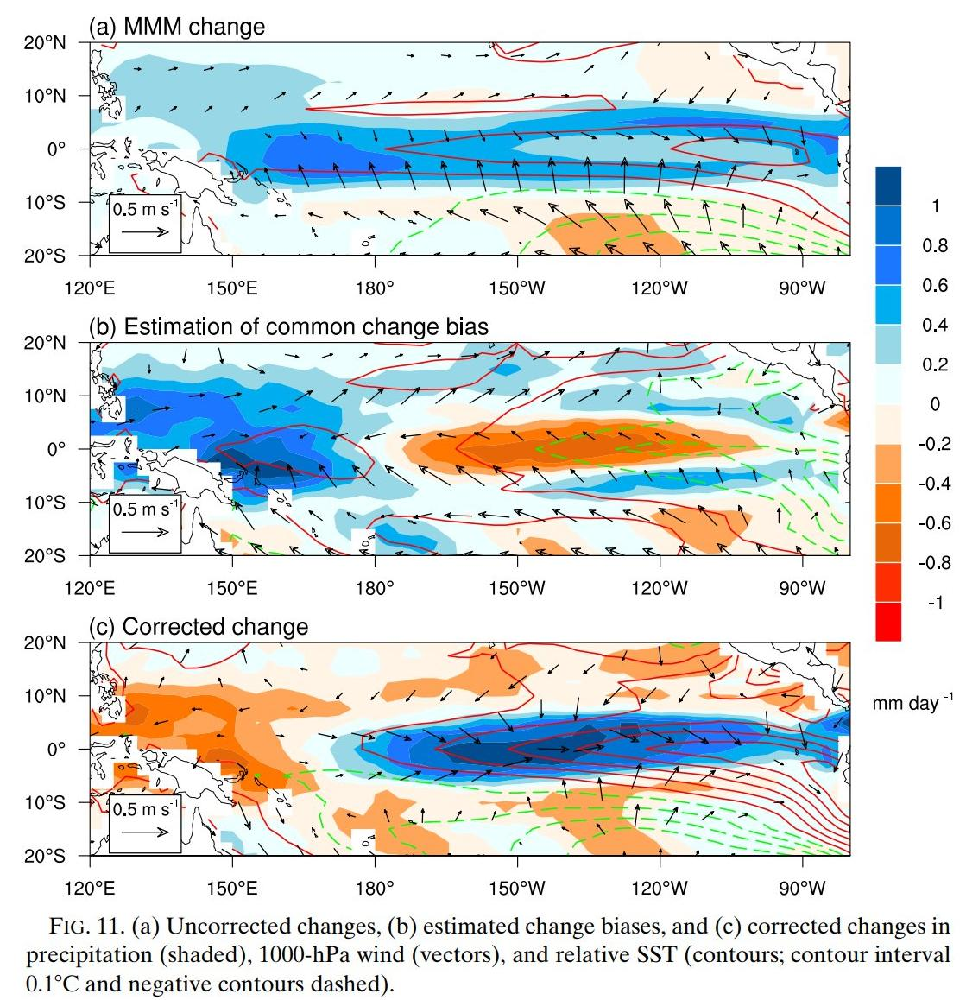 (a) MMM change
20°N
10°N
0°
10°S
20°S
0.5 m s-1
120°E 150°E 180° 150°W 120°W 90°W
(b) Estimation of common change bias
20°N
10°N
0°
10°S
20°S
0.5 m s-1
120°E 150°E 180° 150°W 120°W 90°W
(c) Corrected change
20°N
10°N
0°
10°S
20°S
0.5 m s-1
120°E 150°E 180° 150°W 120°W 90°W
1
0.8
0.6
0.4
0.2
0
-0.2
-0.4
-0.6
-0.8
-1
mm day -1
FIG. 11. (a) Uncorrected changes, (b) estimated change biases, and (c) corrected changes in
precipitation (shaded), 1000-hPa wind (vectors), and relative SST (contours; contour interval
0.1°C and negative contours dashed).